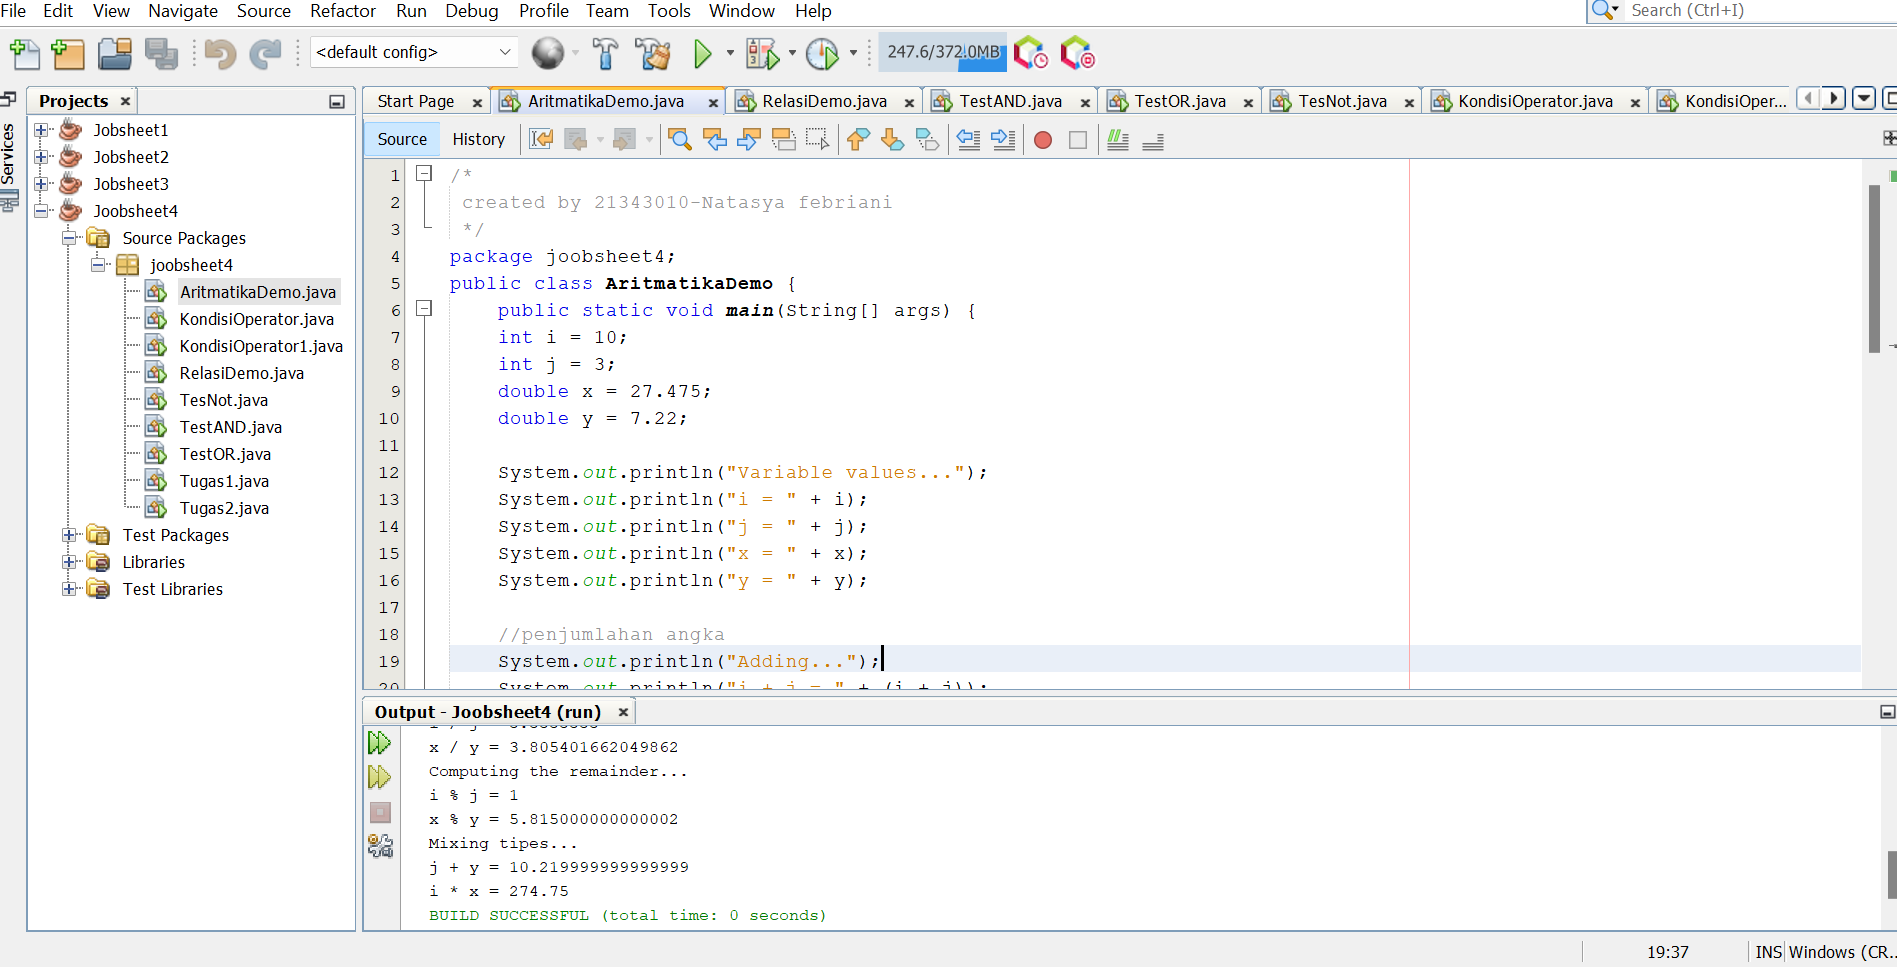 File Edit View Navigate Source Refactor Run Debug Profile Team Tools Window Help
Search (Ctrl+I)
<default config>
247.6/372.0MB
Services
Projects
Jobsheet1
Jobsheet2
Jobsheet3
Joobsheet4
Source Packages
joobsheet4
AritmatikaDemo.java
KondisiOperator.java
KondisiOperator1.java
RelasiDemo.java
TesNot.java
TestAND.java
TestOR.java
Tugas1.java
Tugas2.java
Test Packages
Libraries
Test Libraries
Start Page AritmatikaDemo.java RelasiDemo.java TestAND.java TestOR.java TesNot.java KondisiOperator.java KondisiOper...
Source History
1 /*
2 created by 21343010-Natasya febriani
3 */
4 package joobsheet4;
5 public class AritmatikaDemo {
6 public static void main(String[] args) {
7 int i = 10;
8 int j = 3;
9 double x = 27.475;
10 double y = 7.22;
11
12 System.out.println("Variable values...");
13 System.out.println("i = " + i);
14 System.out.println("j = " + j);
15 System.out.println("x = " + x);
16 System.out.println("y = " + y);
17
18 //penjumlahan angka
19 System.out.println("Adding...");
20 System.out.println("i + j = " + (i + j));
Output - Joobsheet4 (run)
x / y = 3.805401662049862
Computing the remainder...
i % j = 1
x % y = 5.815000000000002
Mixing tipes...
j + y = 10.219999999999999
i * x = 274.75
BUILD SUCCESSFUL (total time: 0 seconds)
19:37 INS Windows (CR...